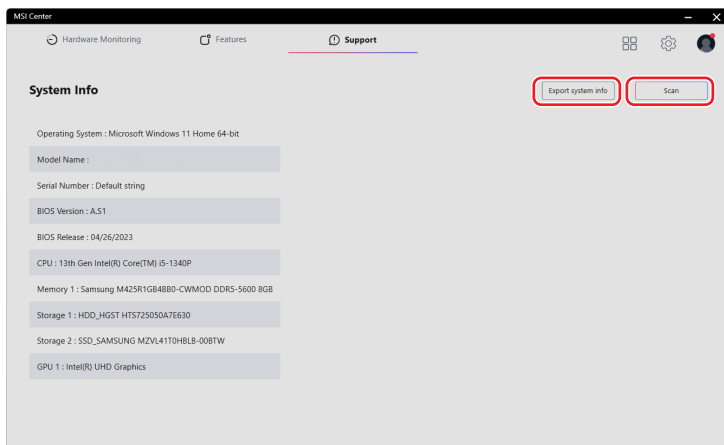 MSI Center
Hardware Monitoring
Features
Support
System Info
Export system info
Scan
Operating System : Microsoft Windows 11 Home 64-bit
Model Name :
Serial Number : Default string
BIOS Version : A.S1
BIOS Release : 04/26/2023
CPU : 13th Gen Intel(R) Core(TM) i5-1340P
Memory 1 : Samsung M425R1GB4BB0-CWMOD DDR5-5600 8GB
Storage 1 : HDD_HGST HTS725050A7E630
Storage 2 : SSD_SAMSUNG MZVL41T0HBLB-00BTW
GPU 1 : Intel(R) UHD Graphics